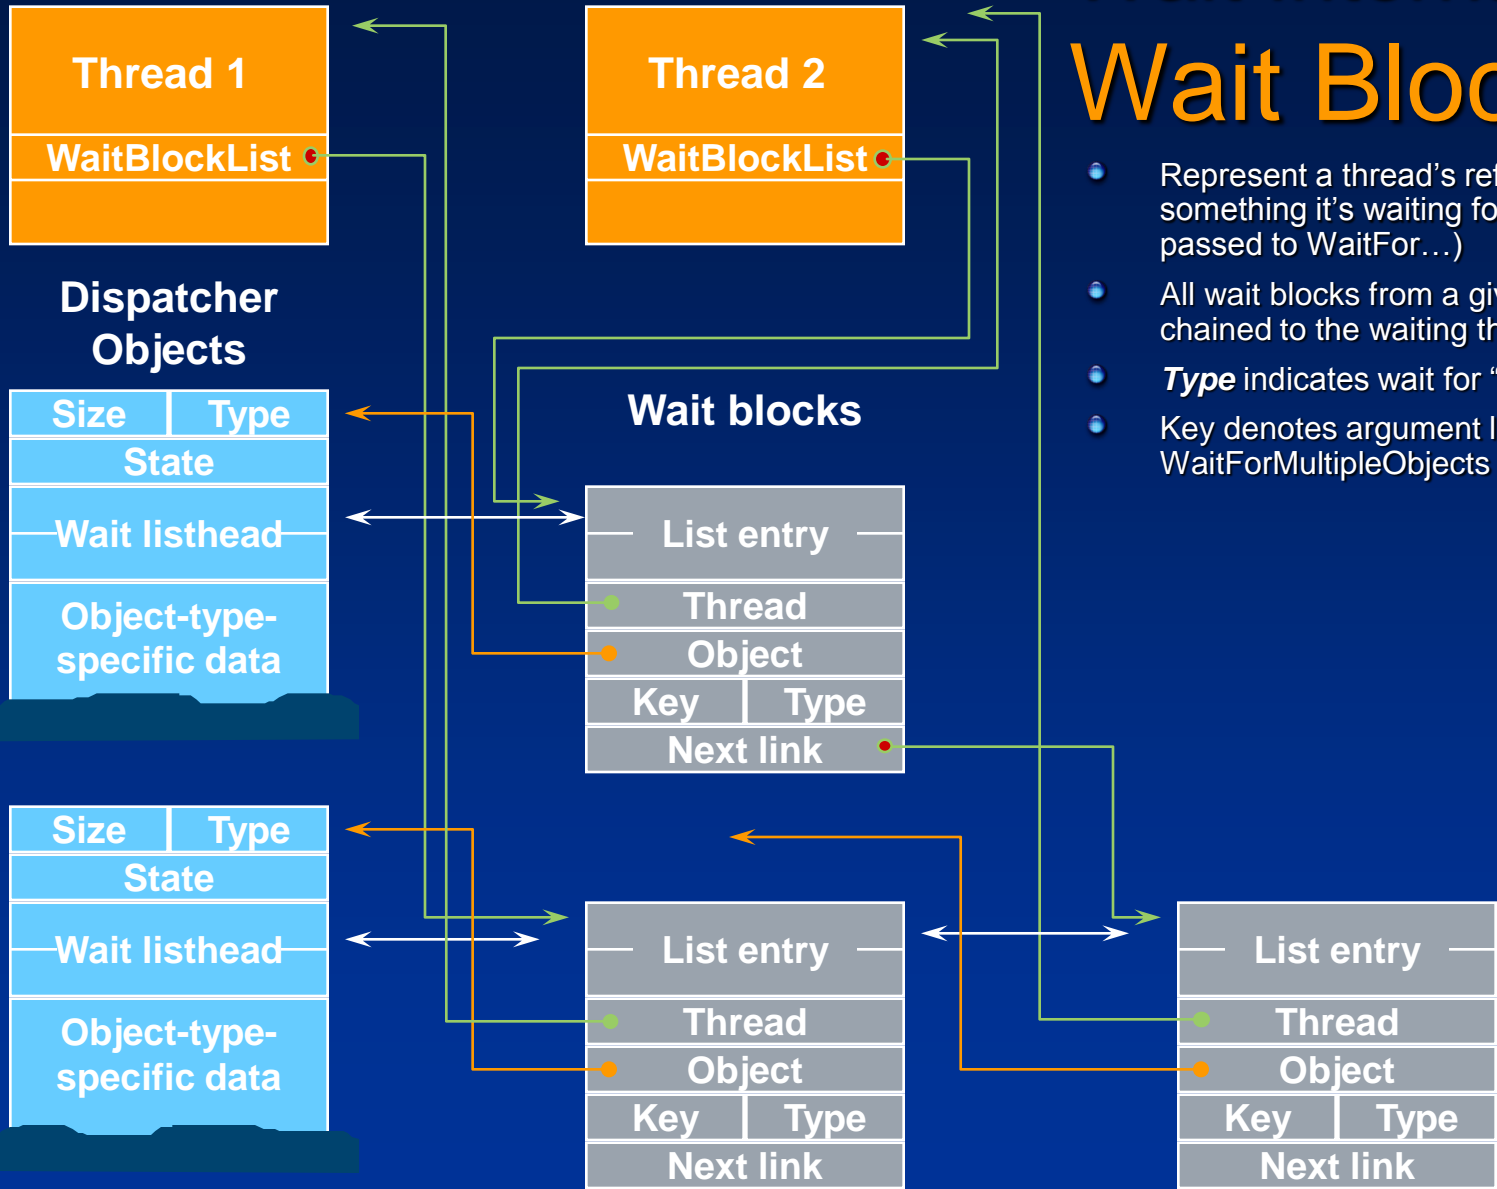 Wait Bloc
Represent a thread's ref
something it's waiting fo
passed to WaitFor…)
All wait blocks from a giv
chained to the waiting th
Type indicates wait for “
Key denotes argument l
WaitForMultipleObjects
Thread 1
WaitBlockList
Thread 2
WaitBlockList
Dispatcher
Objects
Size Type
State
Wait listhead
Object-type-
specific data
Wait blocks
List entry
Thread
Object
Key Type
Next link
Size Type
State
Wait listhead
Object-type-
specific data
List entry
Thread
Object
Key Type
Next link
List entry
Thread
Object
Key Type
Next link